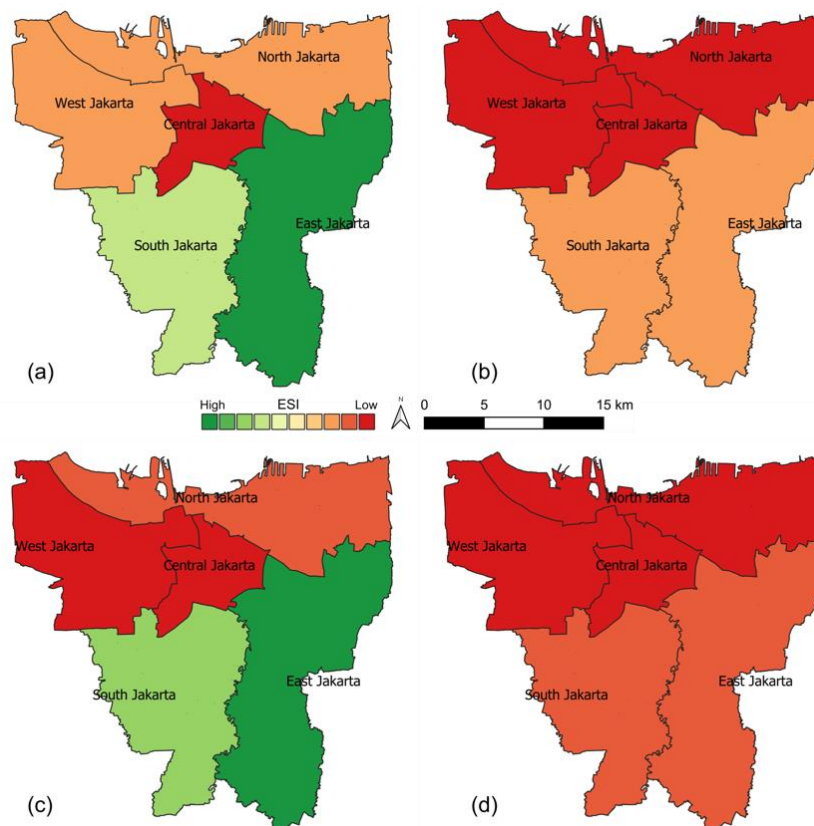 North Jakarta
West Jakarta
Central Jakarta
East Jakarta
South Jakarta
(a)
North Jakarta
West Jakarta
Central Jakarta
East Jakarta
South Jakarta
(b)
High ESI Low
N
0 5 10 15 km
North Jakarta
West Jakarta
Central Jakarta
East Jakarta
South Jakarta
(c)
North Jakarta
West Jakarta
Central Jakarta
East Jakarta
South Jakarta
(d)